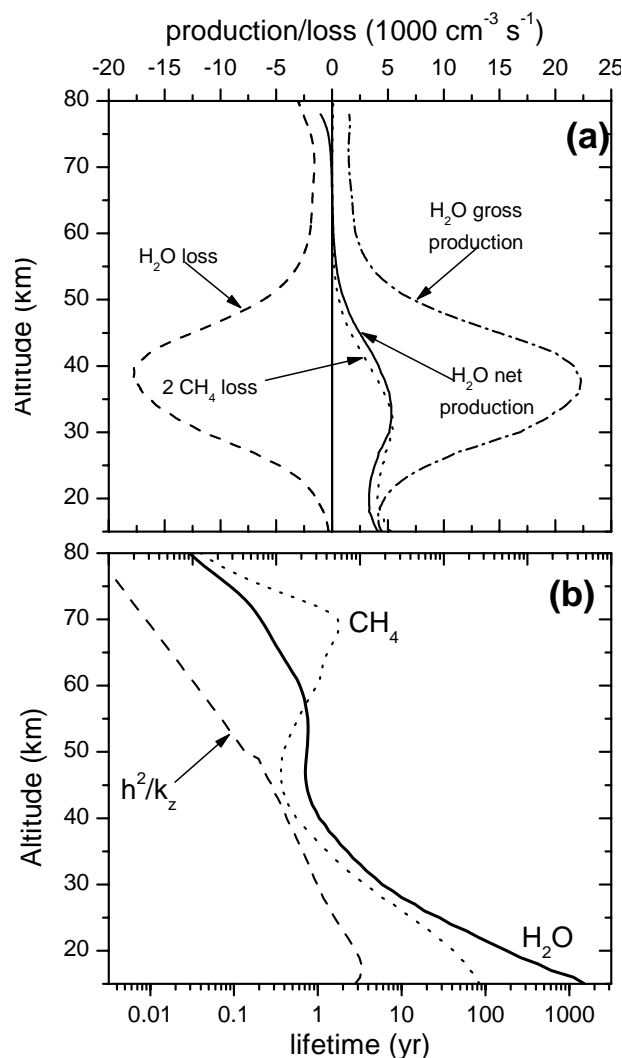 production/loss (1000 cm⁻³ s⁻¹)
-20 -15 -10 -5 0 5 10 15 20 25
80
70
60
50
40
30
20
Altitude (km)
(a)
H₂O gross
production
H₂O loss
2 CH₄ loss
H₂O net
production
80
70
60
50
40
30
20
Altitude (km)
(b)
CH₄
h²/k_z
H₂O
0.01 0.1 1 10 100 1000
lifetime (yr)